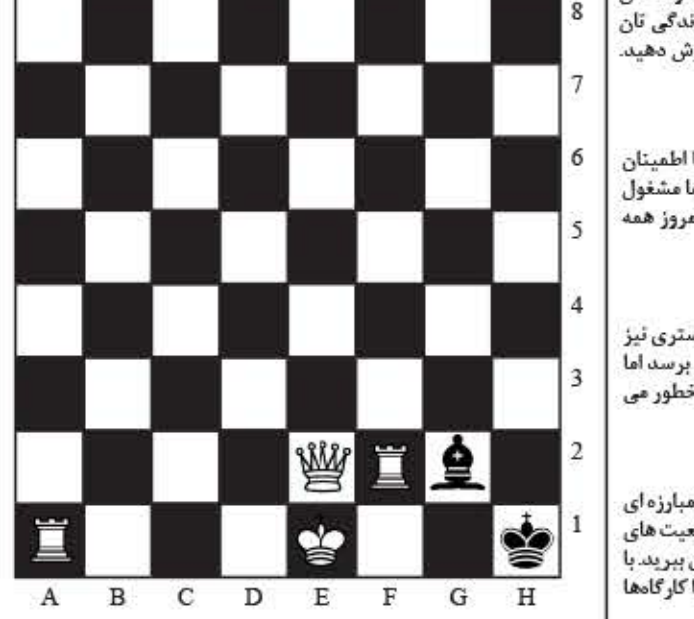 8
7
6
5
4
3
2
1
A B C D E F G H
ندگی تان
ش دهید.
اطمینان
ما مشغول
مروز همه
ستری نیز
برسد اما
خطور می
مبارزه ای
عیت های
ببرید. با
کارگاه‌ها